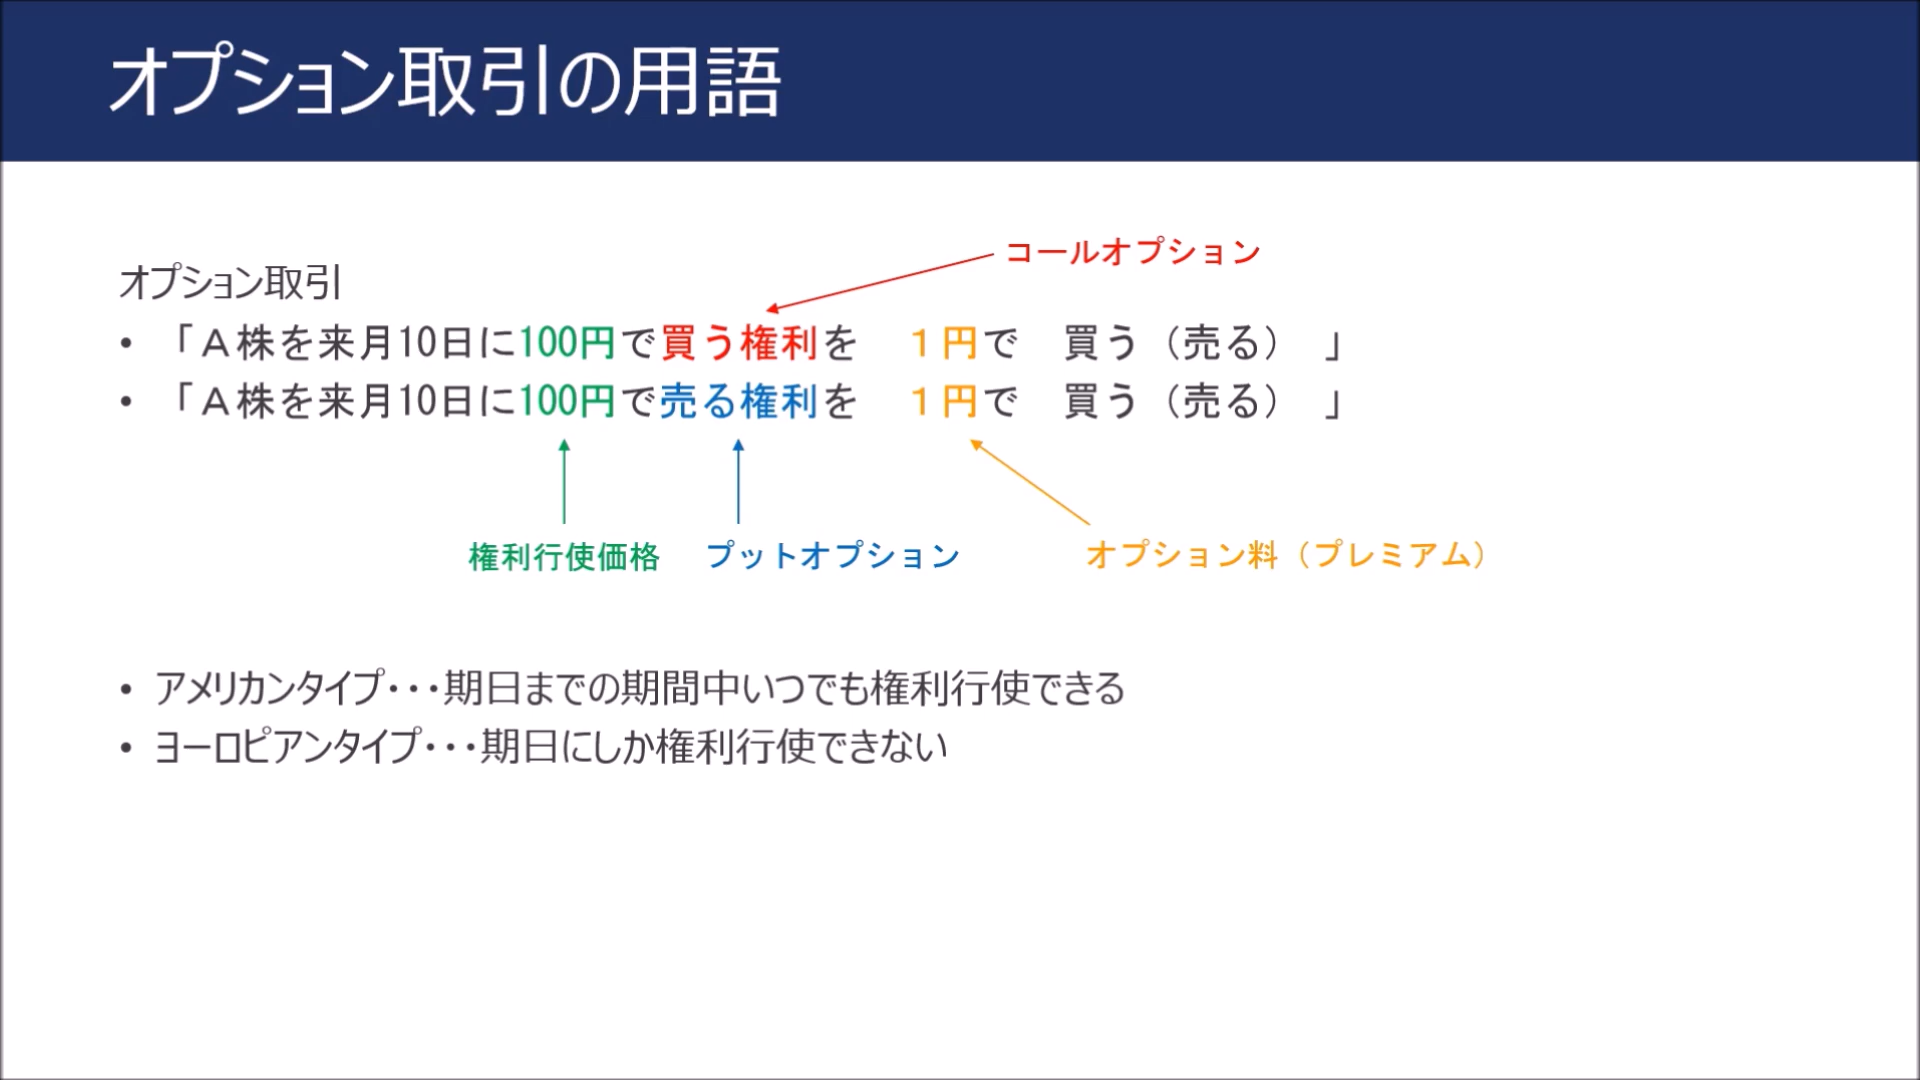 オプション取引の用語
コールオプション
オプション取引
• 「Ａ株を来月10日に100円で買う権利を　１円で　買う（売る）　」
• 「Ａ株を来月10日に100円で売る権利を　１円で　買う（売る）　」
権利行使価格　プットオプション　オプション料（プレミアム）
• アメリカンタイプ・・・期日までの期間中いつでも権利行使できる
• ヨーロピアンタイプ・・・期日にしか権利行使できない